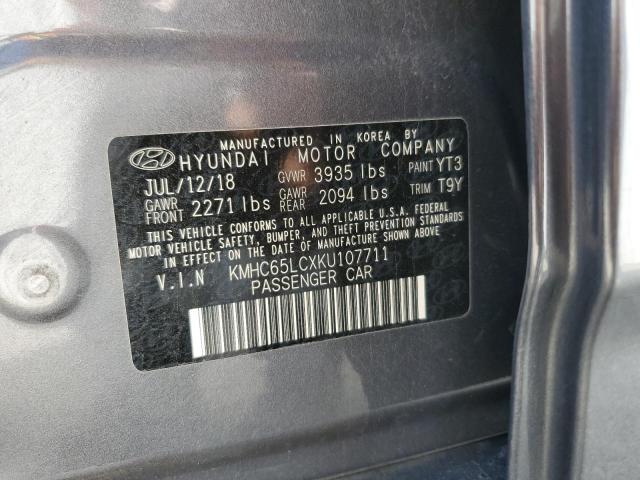 MANUFACTURED IN KOREA BY
HYUNDAI MOTOR COMPANY
JUL/12/18 GVWR 3935 lbs PAINT YT3
GAWR FRONT 2271 lbs GAWR REAR 2094 lbs TRIM T9Y
THIS VEHICLE CONFORMS TO ALL APPLICABLE U.S.A. FEDERAL
MOTOR VEHICLE SAFETY, BUMPER, AND THEFT PREVENTION STANDARDS
IN EFFECT ON THE DATE OF MANUFACTURE SHOWN ABOVE.
V.I.N KMHC65LCXKU107711
PASSENGER CAR